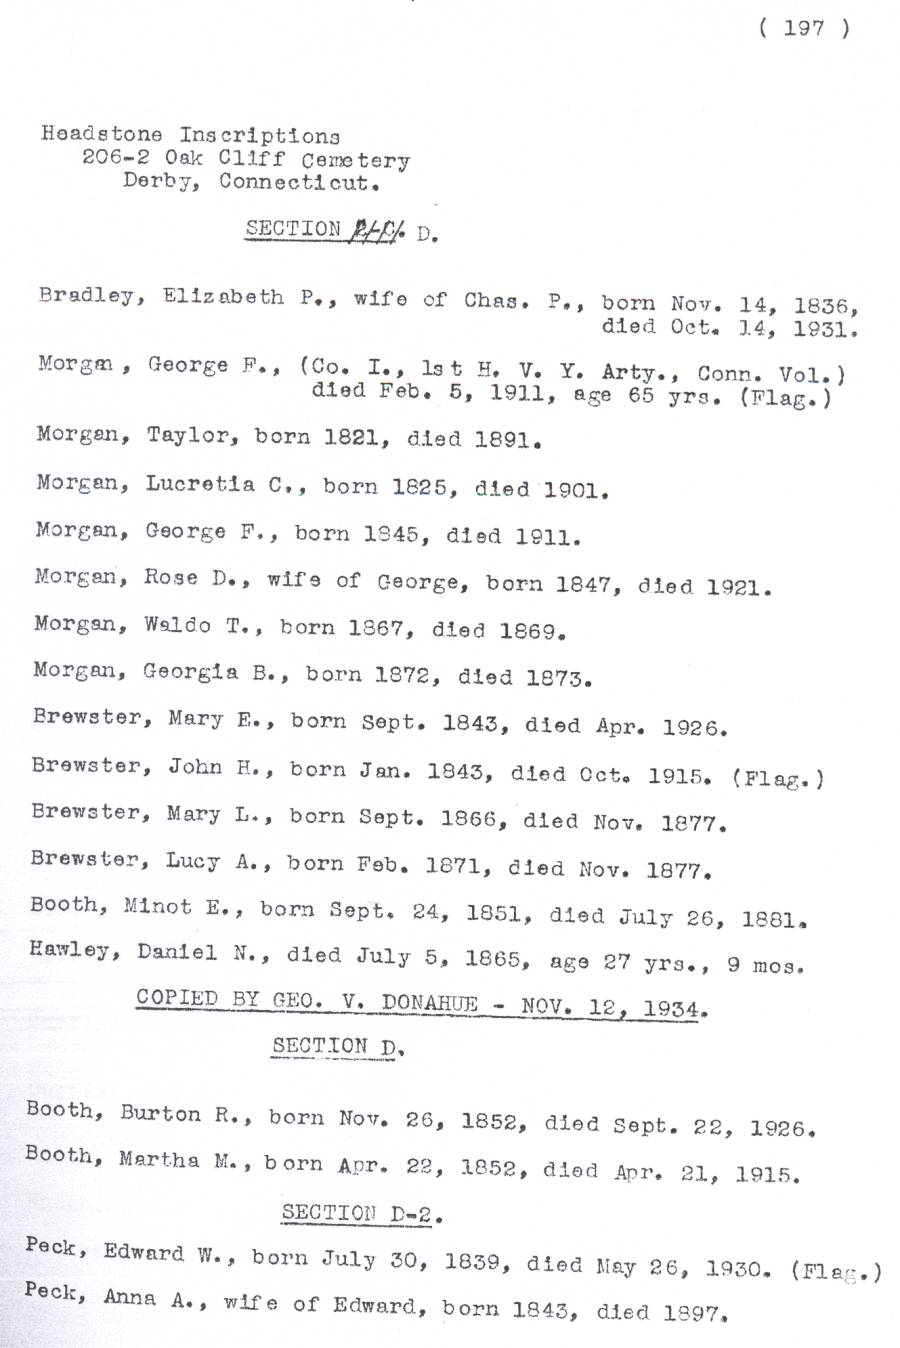 ( 197 )
Headstone Inscriptions
206-2 Oak Cliff Cemetery
Derby, Connecticut.
SECTION D.
Bradley, Elizabeth P., wife of Chas. P., born Nov. 14, 1836,
died Oct. 14, 1931.
Morgan, George F., (Co. I., 1st H. V. Y. Arty., Conn. Vol.)
died Feb. 5, 1911, age 65 yrs. (Flag.)
Morgan, Taylor, born 1821, died 1891.
Morgan, Lucretia C., born 1825, died 1901.
Morgan, George F., born 1845, died 1911.
Morgan, Rose D., wife of George, born 1847, died 1921.
Morgan, Waldo T., born 1867, died 1869.
Morgan, Georgia B., born 1872, died 1873.
Brewster, Mary E., born Sept. 1843, died Apr. 1926.
Brewster, John H., born Jan. 1843, died Oct. 1915. (Flag.)
Brewster, Mary L., born Sept. 1866, died Nov. 1877.
Brewster, Lucy A., born Feb. 1871, died Nov. 1877.
Booth, Minot E., born Sept. 24, 1851, died July 26, 1881.
Hawley, Daniel N., died July 5, 1865, age 27 yrs., 9 mos.
COPIED BY GEO. V. DONAHUE - NOV. 12, 1934.
SECTION D.
Booth, Burton R., born Nov. 26, 1852, died Sept. 22, 1926.
Booth, Martha M., born Apr. 22, 1852, died Apr. 21, 1915.
SECTION D-2.
Peck, Edward W., born July 30, 1839, died May 26, 1930. (Flag.)
Peck, Anna A., wife of Edward, born 1843, died 1897.